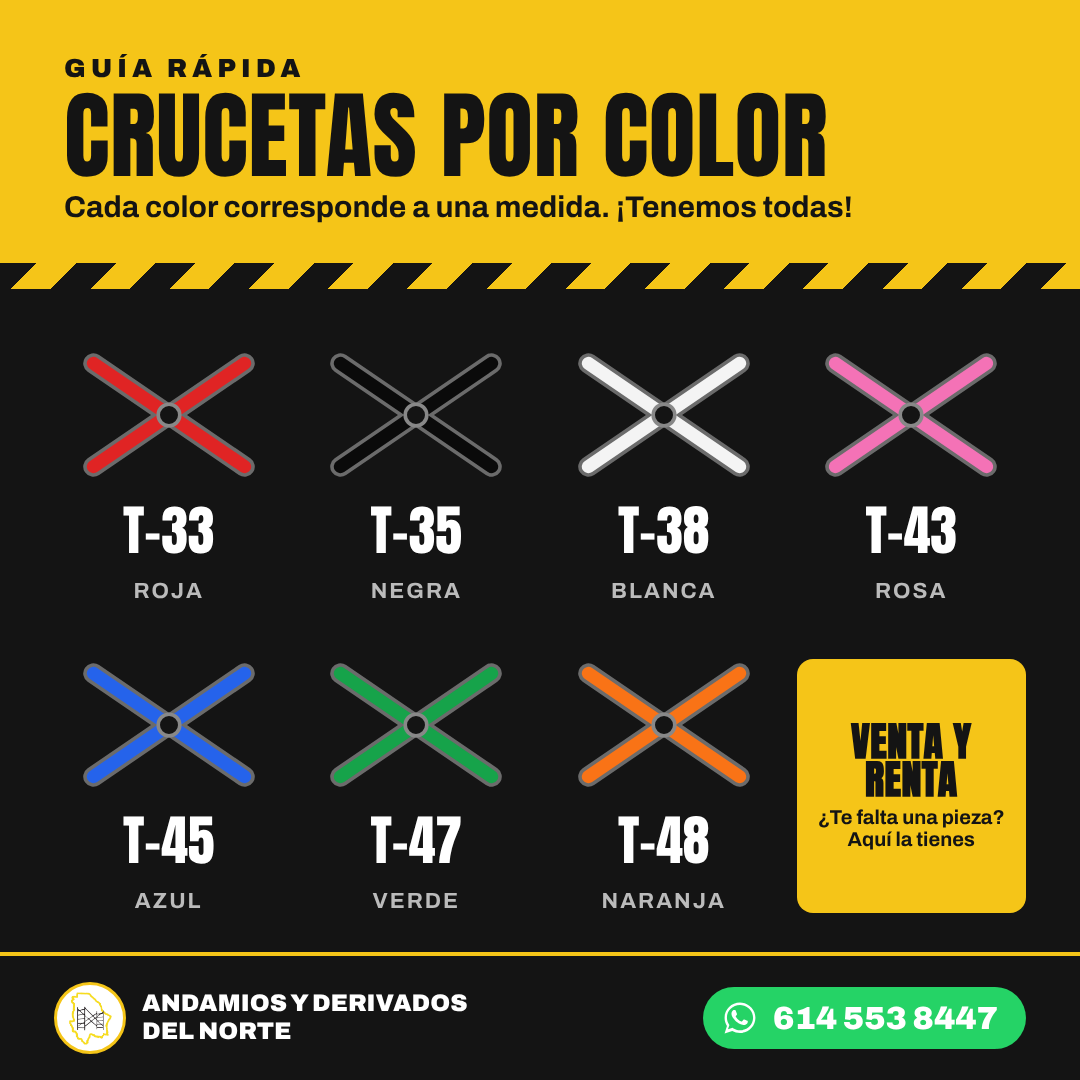 GUÍA RÁPIDA
CRUCETAS POR COLOR
Cada color corresponde a una medida. ¡Tenemos todas!
T-33
ROJA
T-35
NEGRA
T-38
BLANCA
T-43
ROSA
T-45
AZUL
T-47
VERDE
T-48
NARANJA
VENTA Y
RENTA
¿Te falta una pieza?
Aquí la tienes
ANDAMIOS Y DERIVADOS
DEL NORTE
614 553 8447